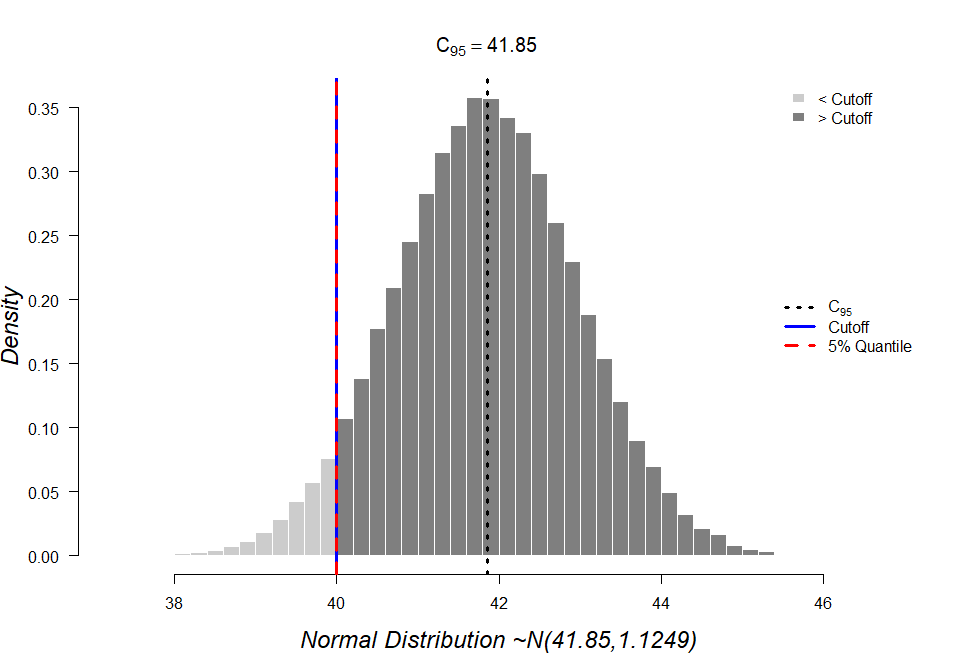 C95 = 41.85
< Cutoff
> Cutoff
0.35
0.30
0.25
0.20
0.15
0.10
0.05
0.00
Density
C95
Cutoff
5% Quantile
38 40 42 44 46
Normal Distribution ~N(41.85,1.1249)